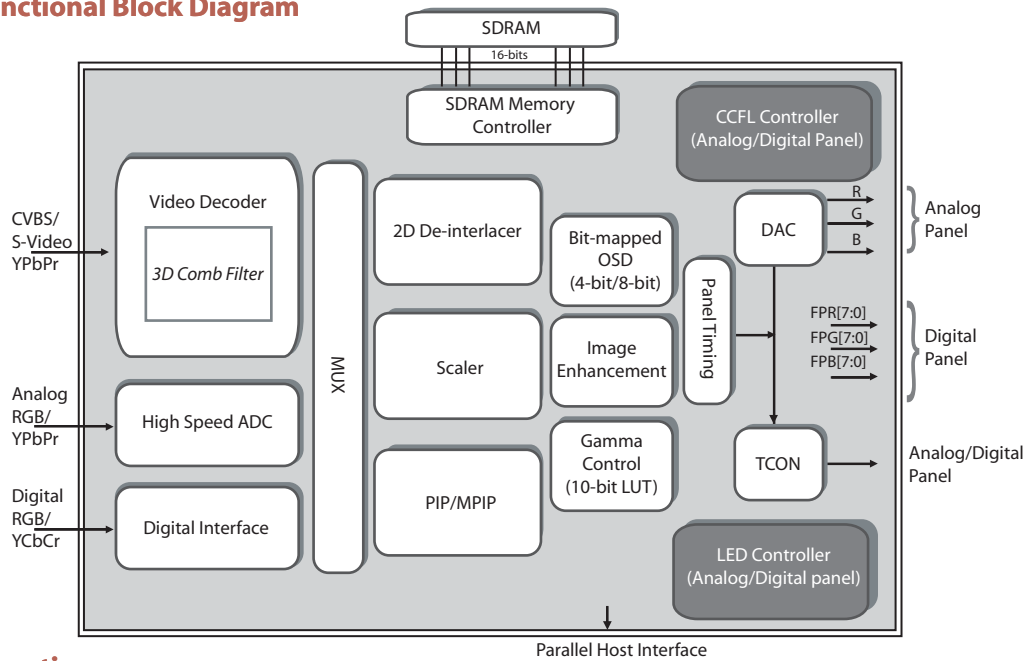 nctional Block Diagram
SDRAM
16-bits
SDRAM Memory
Controller
CCFL Controller
(Analog/Digital Panel)
CVBS/
S-Video
YPbPr
Video Decoder
3D Comb Filter
Analog
RGB/
YPbPr
High Speed ADC
Digital
RGB/
YCbCr
Digital Interface
MUX
2D De-interlacer
Scaler
PIP/MPIP
Bit-mapped
OSD
(4-bit/8-bit)
Image
Enhancement
Gamma
Control
(10-bit LUT)
Panel Timing
DAC
R
G
B
Analog
Panel
FPR[7:0]
FPG[7:0]
FPB[7:0]
Digital
Panel
TCON
Analog/Digital
Panel
LED Controller
(Analog/Digital panel)
Parallel Host Interface